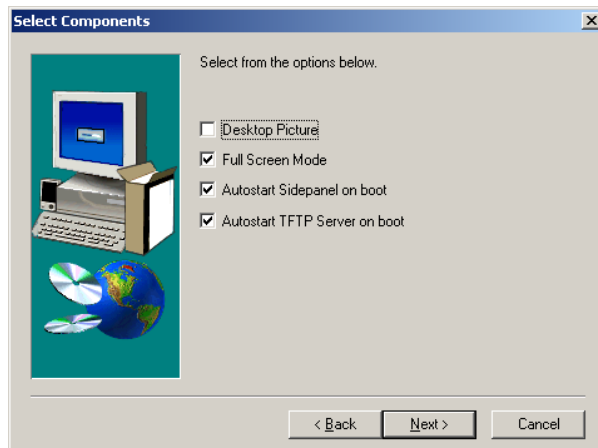 Select Components
Select from the options below.
Desktop Picture
Full Screen Mode
Autostart Sidepanel on boot
Autostart TFTP Server on boot
< Back Next > Cancel